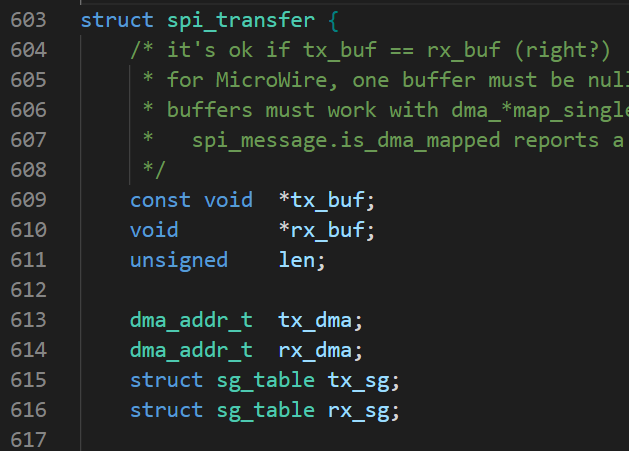 603 struct spi_transfer {
604     /* it's ok if tx_buf == rx_buf (right?)
605      * for MicroWire, one buffer must be null
606      * buffers must work with dma_*map_single
607      *   spi_message.is_dma_mapped reports a
608      */
609     const void  *tx_buf;
610     void        *rx_buf;
611     unsigned    len;
612
613     dma_addr_t  tx_dma;
614     dma_addr_t  rx_dma;
615     struct sg_table tx_sg;
616     struct sg_table rx_sg;
617